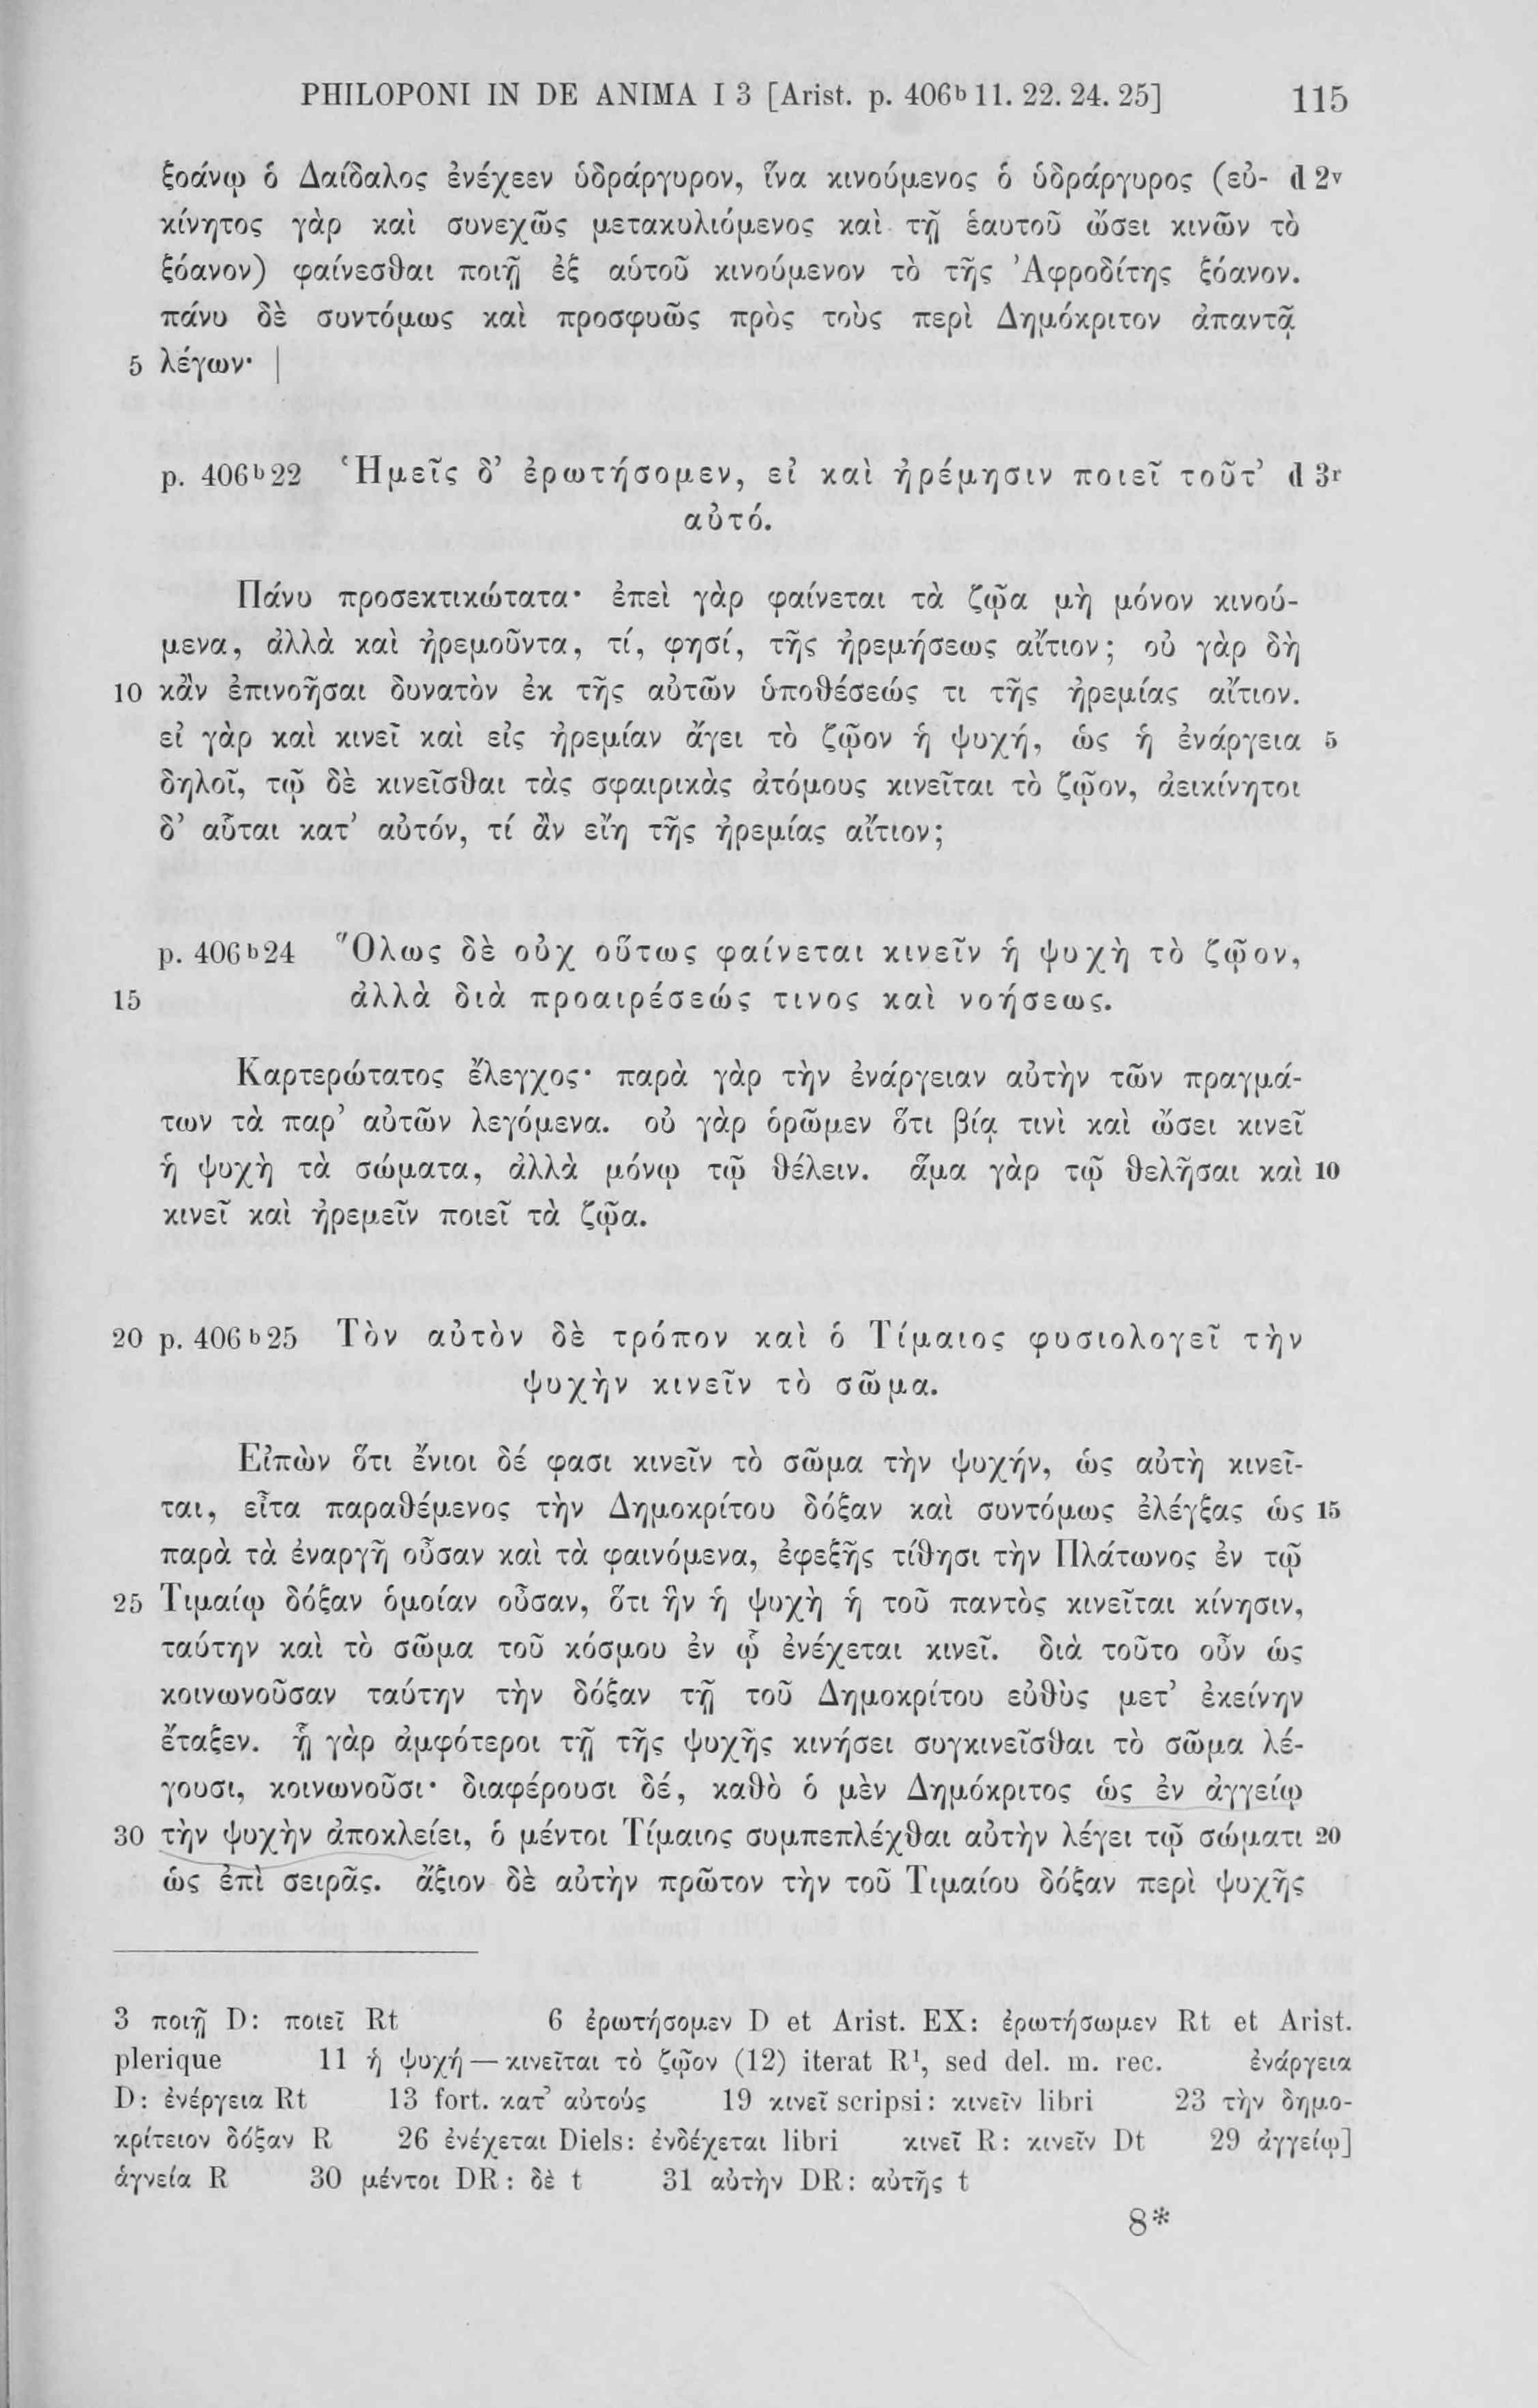 PHILOPONI IN DE ANIMA I 3 [Arist. p. 406ᵇ 11. 22. 24. 25] 115
ξοάνῳ ὁ Δαίδαλος ἐνέχεεν ὑδράργυρον, ἵνα κινούμενος ὁ ὑδράργυρος (εὐ- d 2ᵛ
κίνητος γὰρ καὶ συνεχῶς μετακυλιόμενος καὶ τῇ ἑαυτοῦ ὤσει κινῶν τὸ
ξόανον) φαίνεσθαι ποιῇ ἐξ αὑτοῦ κινούμενον τὸ τῆς Ἀφροδίτης ξόανον.
πάνυ δὲ συντόμως καὶ προσφυῶς πρὸς τοὺς περὶ Δημόκριτον ἀπαντᾷ
5 λέγων· |
p. 406ᵇ22 Ἡμεῖς δ’ ἐρωτήσομεν, εἰ καὶ ἠρέμησιν ποιεῖ τοῦτ’ d 3ʳ
αὐτό.
Πάνυ προσεκτικώτατα· ἐπεὶ γὰρ φαίνεται τὰ ζῷα μὴ μόνον κινού-
μενα, ἀλλὰ καὶ ἠρεμοῦντα, τί, φησί, τῆς ἠρεμήσεως αἴτιον; οὐ γὰρ δὴ
10 κἂν ἐπινοῆσαι δυνατὸν ἐκ τῆς αὐτῶν ὑποθέσεώς τι τῆς ἠρεμίας αἴτιον.
εἰ γὰρ καὶ κινεῖ καὶ εἰς ἠρεμίαν ἄγει τὸ ζῷον ἡ ψυχή, ὡς ἡ ἐνάργεια 5
δηλοῖ, τῷ δὲ κινεῖσθαι τὰς σφαιρικὰς ἀτόμους κινεῖται τὸ ζῷον, ἀεικίνητοι
δ’ αὗται κατ’ αὐτόν, τί ἂν εἴη τῆς ἠρεμίας αἴτιον;
p. 406ᵇ24 Ὅλως δὲ οὐχ οὕτως φαίνεται κινεῖν ἡ ψυχὴ τὸ ζῷον,
15 ἀλλὰ διὰ προαιρέσεώς τινος καὶ νοήσεως.
Καρτερώτατος ἔλεγχος· παρὰ γὰρ τὴν ἐνάργειαν αὐτὴν τῶν πραγμά-
των τὰ παρ’ αὐτῶν λεγόμενα. οὐ γὰρ ὁρῶμεν ὅτι βίᾳ τινὶ καὶ ὤσει κινεῖ
ἡ ψυχὴ τὰ σώματα, ἀλλὰ μόνῳ τῷ θέλειν. ἅμα γὰρ τῷ θελῆσαι καὶ 10
κινεῖ καὶ ἠρεμεῖν ποιεῖ τὰ ζῷα.
20 p. 406ᵇ25 Τὸν αὐτὸν δὲ τρόπον καὶ ὁ Τίμαιος φυσιολογεῖ τὴν
ψυχὴν κινεῖν τὸ σῶμα.
Εἰπὼν ὅτι ἔνιοι δέ φασι κινεῖν τὸ σῶμα τὴν ψυχήν, ὡς αὐτὴ κινεῖ-
ται, εἶτα παραθέμενος τὴν Δημοκρίτου δόξαν καὶ συντόμως ἐλέγξας ὡς 15
παρὰ τὰ ἐναργῆ οὖσαν καὶ τὰ φαινόμενα, ἐφεξῆς τίθησι τὴν Πλάτωνος ἐν τῷ
25 Τιμαίῳ δόξαν ὁμοίαν οὖσαν, ὅτι ἣν ἡ ψυχὴ ἡ τοῦ παντὸς κινεῖται κίνησιν,
ταύτην καὶ τὸ σῶμα τοῦ κόσμου ἐν ᾧ ἐνέχεται κινεῖ. διὰ τοῦτο οὖν ὡς
κοινωνοῦσαν ταύτην τὴν δόξαν τῇ τοῦ Δημοκρίτου εὐθὺς μετ’ ἐκείνην
ἔταξεν. ᾗ γὰρ ἀμφότεροι τῇ τῆς ψυχῆς κινήσει συγκινεῖσθαι τὸ σῶμα λέ-
γουσι, κοινωνοῦσι· διαφέρουσι δέ, καθὸ ὁ μὲν Δημόκριτος ὡς ἐν ἀγγείῳ
30 τὴν ψυχὴν ἀποκλείει, ὁ μέντοι Τίμαιος συμπεπλέχθαι αὐτὴν λέγει τῷ σώματι 20
ὡς ἐπὶ σειρᾶς. ἄξιον δὲ αὐτὴν πρῶτον τὴν τοῦ Τιμαίου δόξαν περὶ ψυχῆς
3 ποιῇ D: ποιεῖ Rt 6 ἐρωτήσομεν D et Arist. EX: ἐρωτήσωμεν Rt et Arist.
plerique 11 ἡ ψυχή — κινεῖται τὸ ζῷον (12) iterat R¹, sed del. m. rec. ἐνάργεια
D: ἐνέργεια Rt 13 fort. κατ’ αὐτούς 19 κινεῖ scripsi: κινεῖν libri 23 τὴν δημο-
κρίτειον δόξαν R 26 ἐνέχεται Diels: ἐνδέχεται libri κινεῖ R: κινεῖν Dt 29 ἀγγείῳ]
ἁγνεία R 30 μέντοι DR: δὲ t 31 αὐτὴν DR: αὐτῆς t
8*